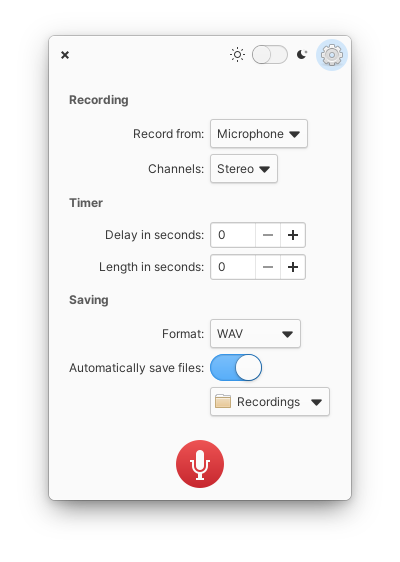 Recording
Record from: Microphone
Channels: Stereo
Timer
Delay in seconds: 0
Length in seconds: 0
Saving
Format: WAV
Automatically save files:
Recordings